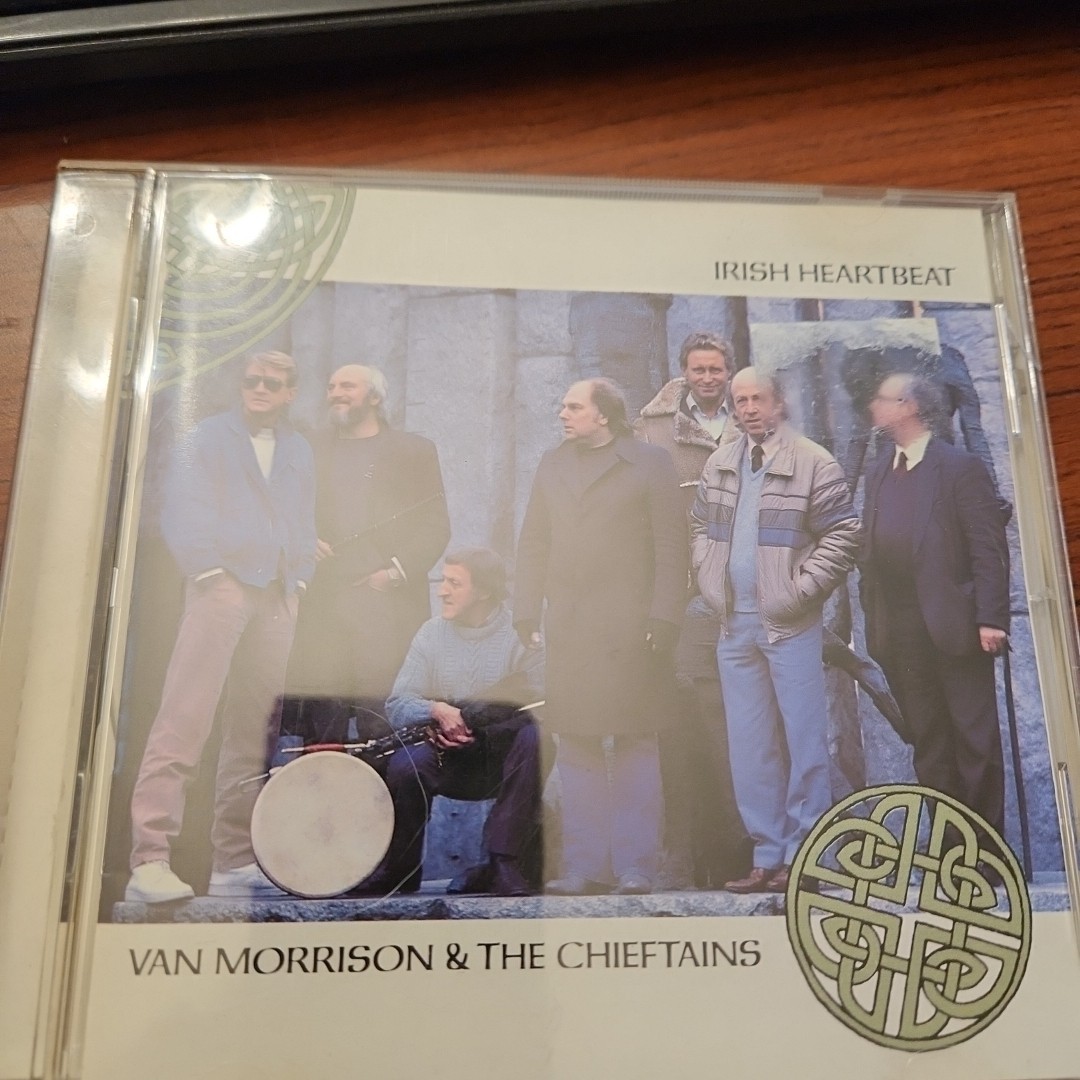 IRISH HEARTBEAT
VAN MORRISON & THE CHIEFTAINS